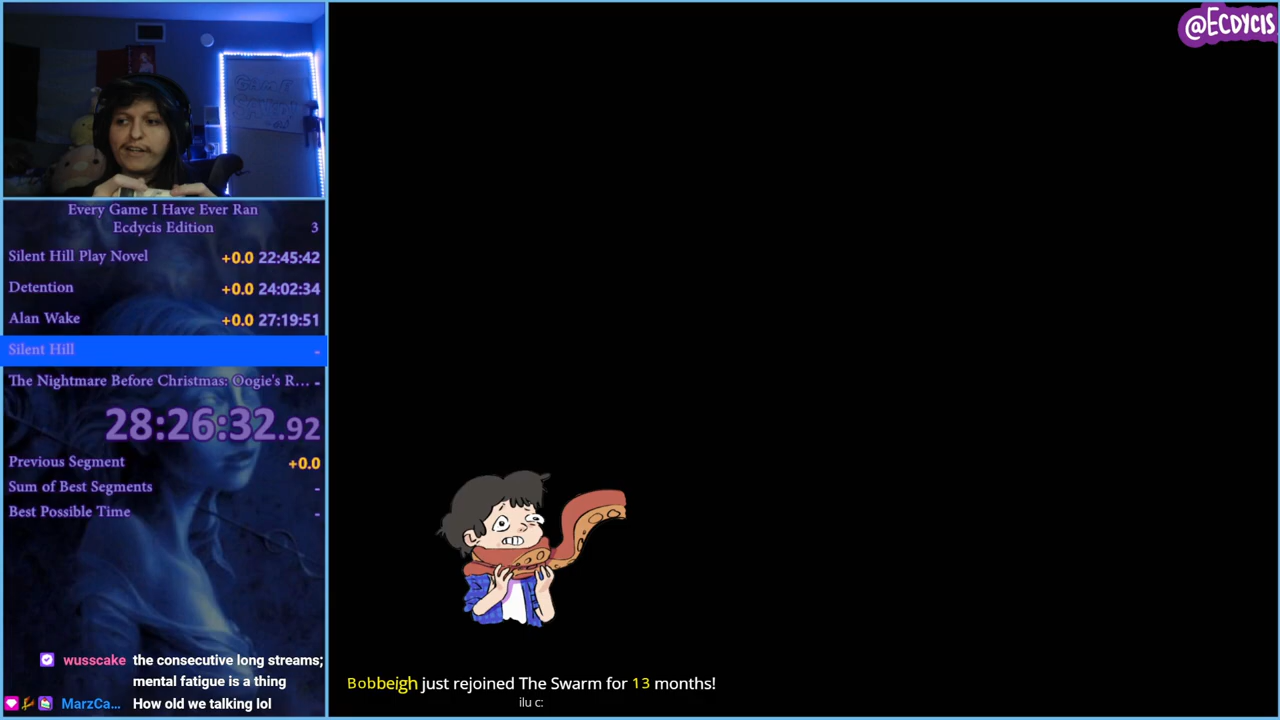 @ECDYCIS
Every Game I Have Ever Ran
Ecdycis Edition 3
Silent Hill Play Novel +0.0 22:45:42
Detention +0.0 24:02:34
Alan Wake +0.0 27:19:51
Silent Hill -
The Nightmare Before Christmas: Oogie's R... -
28:26:32.92
Previous Segment +0.0
Sum of Best Segments -
Best Possible Time -
wusscake the consecutive long streams;
mental fatigue is a thing
MarzCa... How old we talking lol
Bobbeigh just rejoined The Swarm for 13 months!
ilu c: